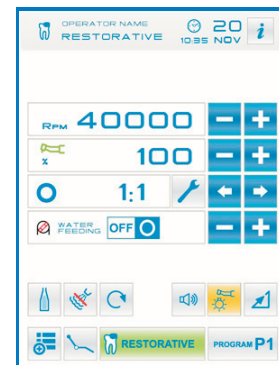 OPERATOR NAME
RESTORATIVE
10:35
20
NOV
i
RPM 40000
% 100
1:1
WATER
FEEDING
OFF
RESTORATIVE
PROGRAM P1